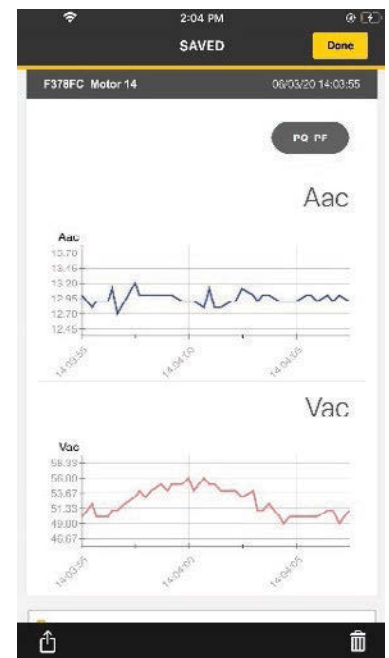 2:04 PM
SAVED
Done
F378FC Motor 14
06/03/20 14:03:55
PQ PF
Aac
Aac
13.70
13.46
13.20
12.95
12.70
12.45
14:03:55
14:04:00
14:04:05
Vac
Vac
58.33
56.00
53.67
51.33
49.00
46.67
14:03:55
14:04:00
14:04:05